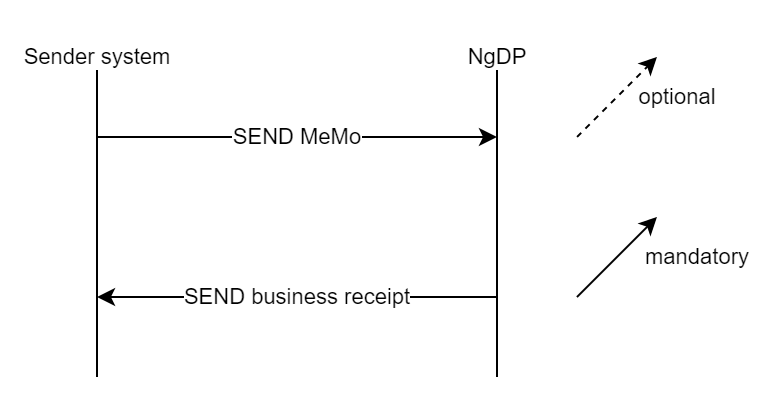 Sender system
NgDP
optional
SEND MeMo
mandatory
SEND business receipt